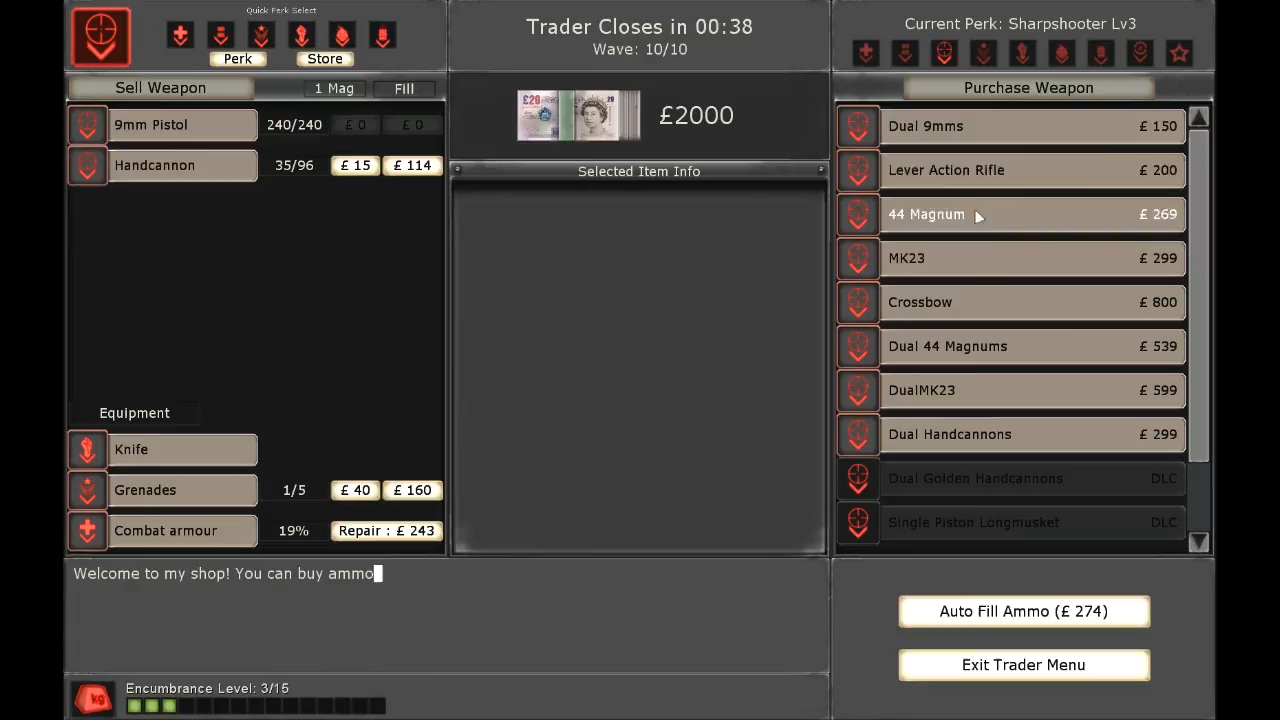 Quick Perk Select
Perk
Store
Trader Closes in 00:38
Wave: 10/10
Current Perk: Sharpshooter Lv3
Sell Weapon
1 Mag
Fill
9mm Pistol
240/240
£ 0
£ 0
Handcannon
35/96
£ 15
£ 114
Equipment
Knife
Grenades
1/5
£ 40
£ 160
Combat armour
19%
Repair : £ 243
£20
20
£2000
Selected Item Info
Purchase Weapon
Dual 9mms
£ 150
Lever Action Rifle
£ 200
44 Magnum
£ 269
MK23
£ 299
Crossbow
£ 800
Dual 44 Magnums
£ 539
DualMK23
£ 599
Dual Handcannons
£ 299
Dual Golden Handcannons
DLC
Single Piston Longmusket
DLC
Welcome to my shop! You can buy ammo
Auto Fill Ammo (£ 274)
Exit Trader Menu
kg
Encumbrance Level: 3/15